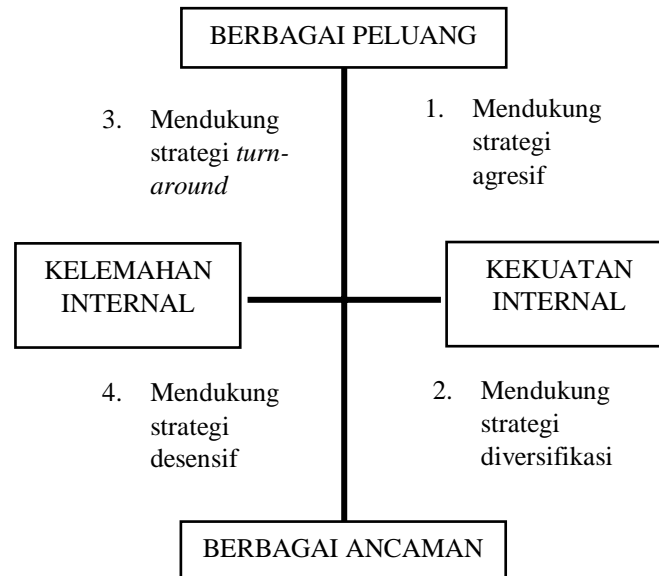 BERBAGAI PELUANG
3. Mendukung
strategi turn-
around
1. Mendukung
strategi
agresif
KELEMAHAN
INTERNAL
KEKUATAN
INTERNAL
4. Mendukung
strategi
desensif
2. Mendukung
strategi
diversifikasi
BERBAGAI ANCAMAN